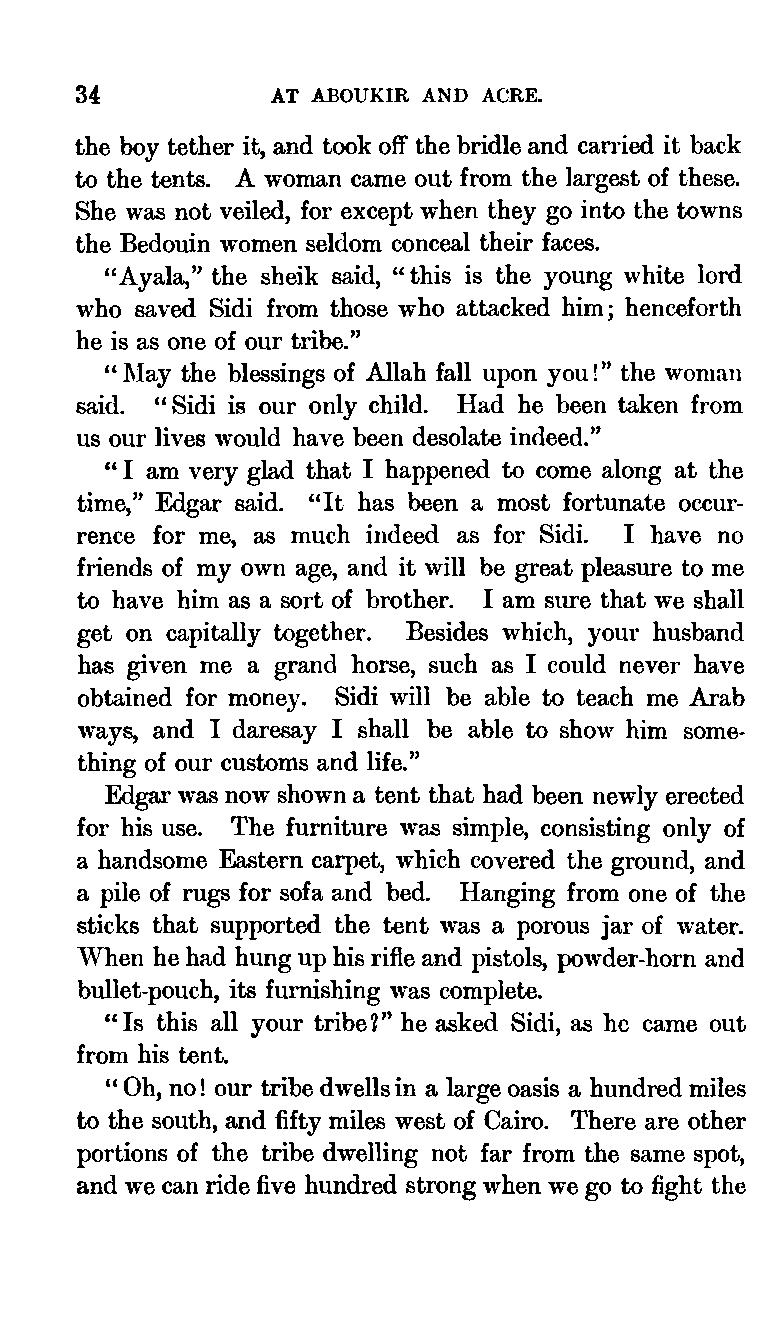 34 AT ABOUKIR AND ACRE.
the boy tether it, and took off the bridle and carried it back
to the tents. A woman came out from the largest of these.
She was not veiled, for except when they go into the towns
the Bedouin women seldom conceal their faces.
"Ayala," the sheik said, "this is the young white lord
who saved Sidi from those who attacked him; henceforth
he is as one of our tribe."
"May the blessings of Allah fall upon you!" the woman
said. "Sidi is our only child. Had he been taken from
us our lives would have been desolate indeed."
"I am very glad that I happened to come along at the
time," Edgar said. "It has been a most fortunate occur-
rence for me, as much indeed as for Sidi. I have no
friends of my own age, and it will be great pleasure to me
to have him as a sort of brother. I am sure that we shall
get on capitally together. Besides which, your husband
has given me a grand horse, such as I could never have
obtained for money. Sidi will be able to teach me Arab
ways, and I daresay I shall be able to show him some-
thing of our customs and life."
Edgar was now shown a tent that had been newly erected
for his use. The furniture was simple, consisting only of
a handsome Eastern carpet, which covered the ground, and
a pile of rugs for sofa and bed. Hanging from one of the
sticks that supported the tent was a porous jar of water.
When he had hung up his rifle and pistols, powder-horn and
bullet-pouch, its furnishing was complete.
"Is this all your tribe?" he asked Sidi, as he came out
from his tent.
"Oh, no! our tribe dwells in a large oasis a hundred miles
to the south, and fifty miles west of Cairo. There are other
portions of the tribe dwelling not far from the same spot,
and we can ride five hundred strong when we go to fight the